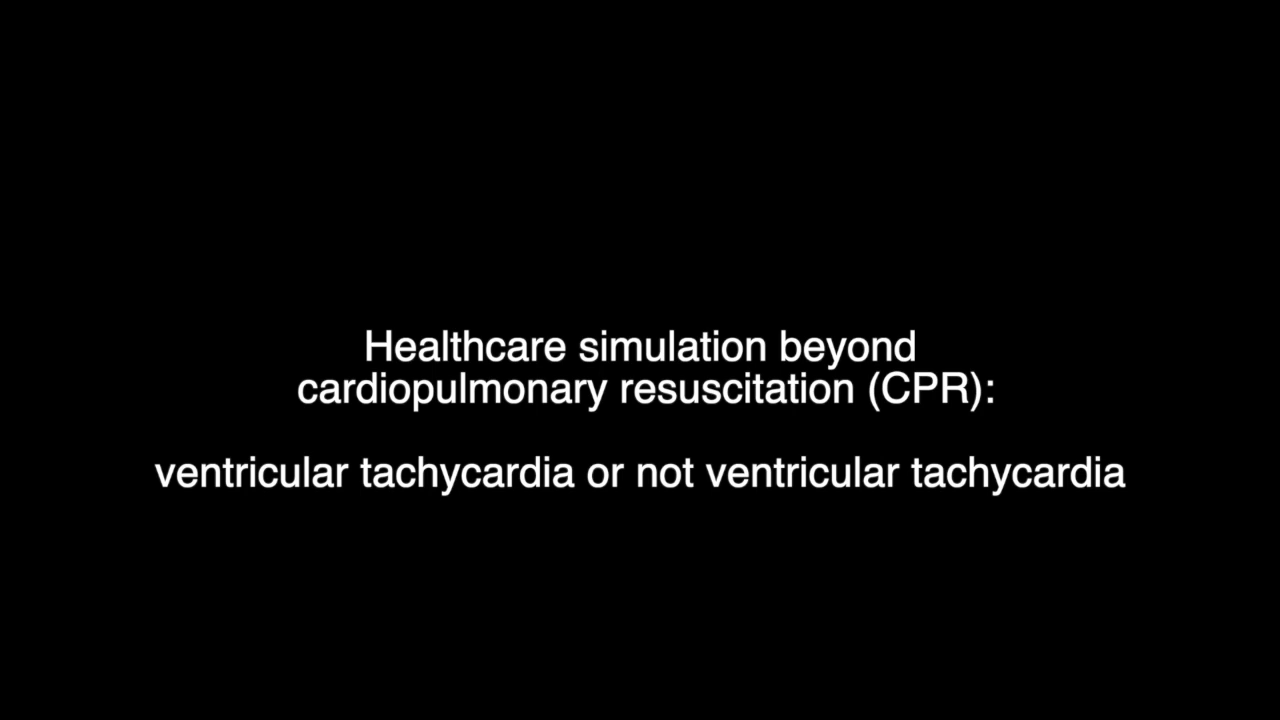 Healthcare simulation beyond
cardiopulmonary resuscitation (CPR):
ventricular tachycardia or not ventricular tachycardia